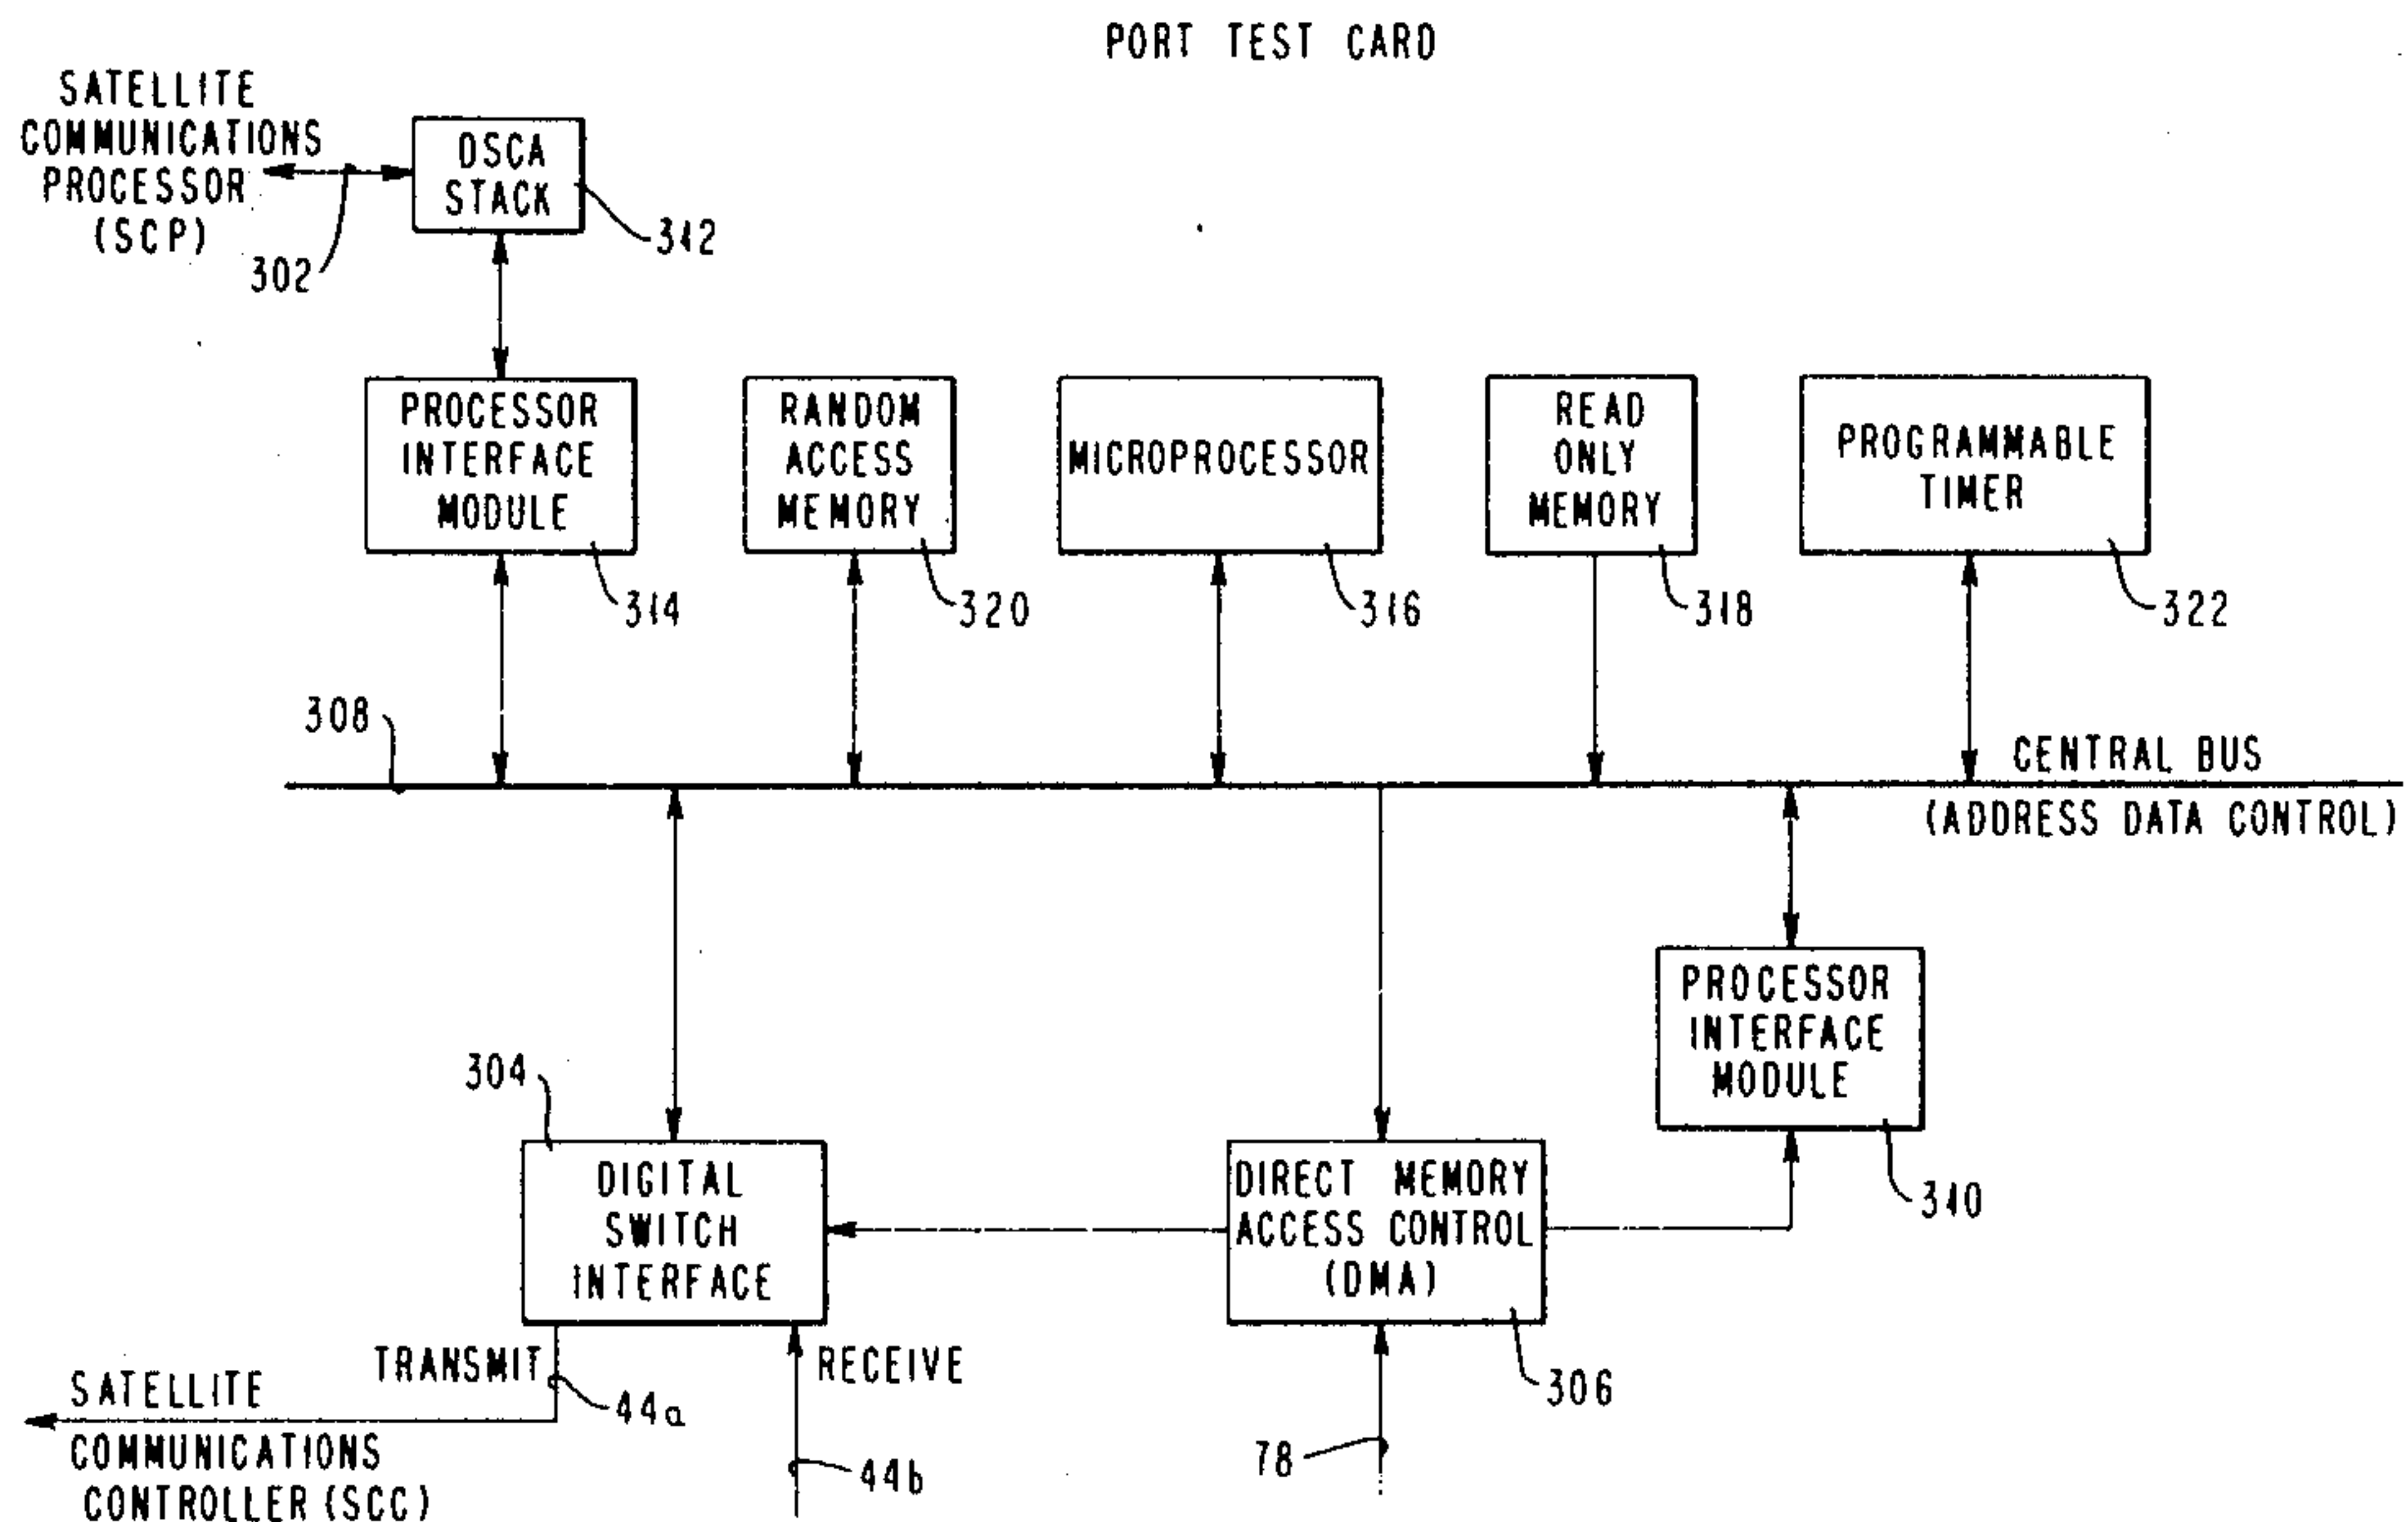 PORT TEST CARD
SATELLITE
COMMUNICATIONS
PROCESSOR
(SCP)
302
DSCA
STACK
312
PROCESSOR
INTERFACE
MODULE
314
RANDOM
ACCESS
MEMORY
320
MICROPROCESSOR
316
READ
ONLY
MEMORY
318
PROGRAMMABLE
TIMER
322
308
CENTRAL BUS
(ADDRESS DATA CONTROL)
PROCESSOR
INTERFACE
MODULE
310
304
DIGITAL
SWITCH
INTERFACE
DIRECT MEMORY
ACCESS CONTROL
(DMA)
306
TRANSMIT
44a
RECEIVE
44b
78
SATELLITE
COMMUNICATIONS
CONTROLLER (SCC)